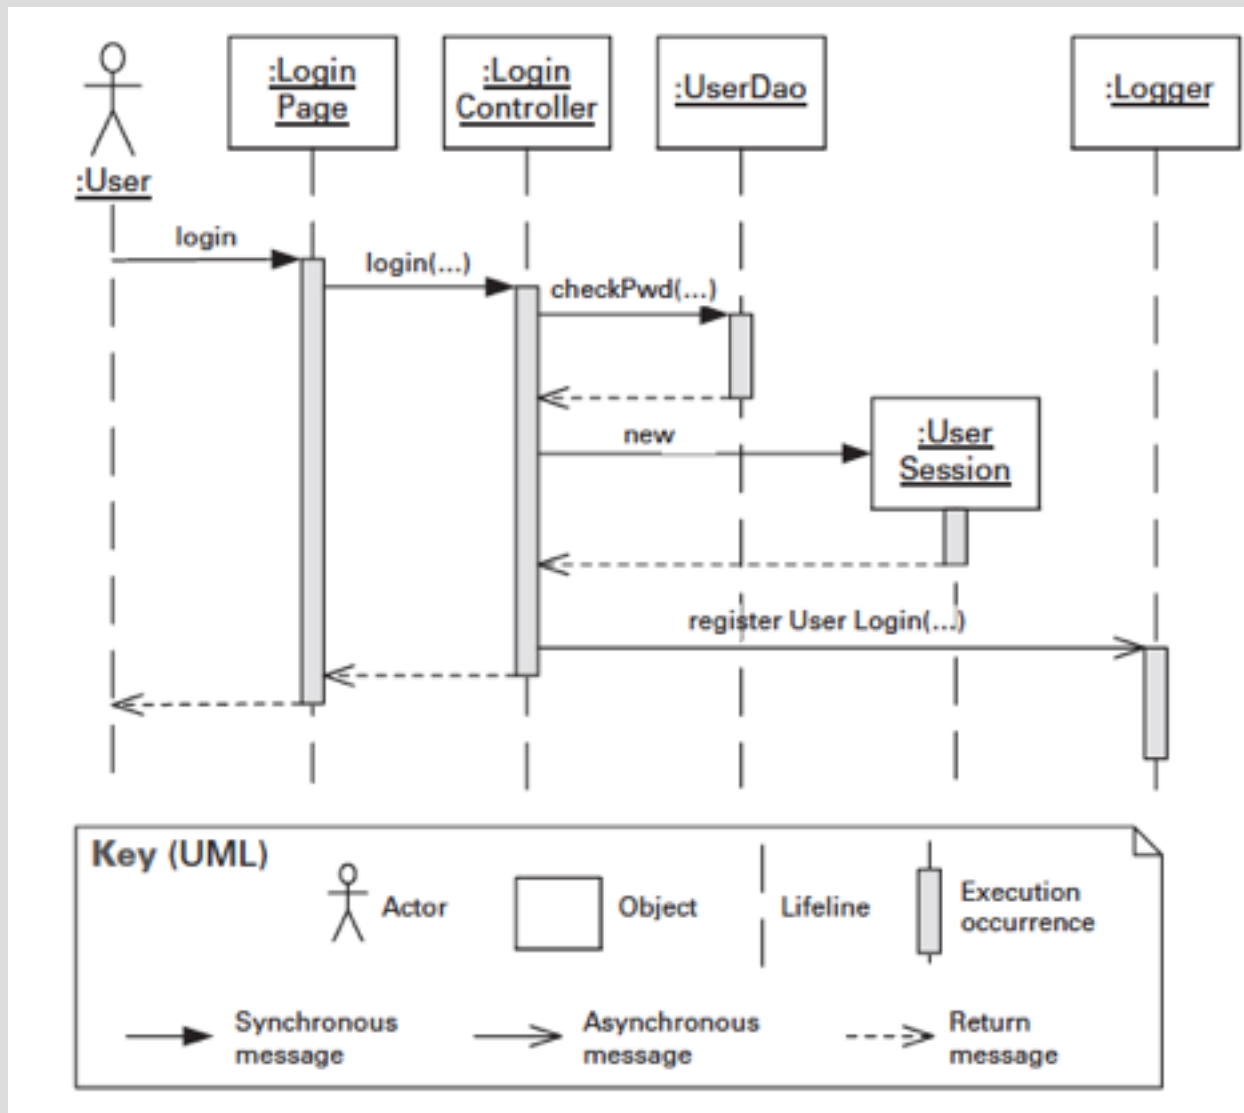 :Login
Page
:Login
Controller
:UserDao
:Logger
:User
login
login(...)
checkPwd(...)
new
:User
Session
register User Login(...)
Key (UML)
Actor
Object
Lifeline
Execution
occurrence
Synchronous
message
Asynchronous
message
Return
message